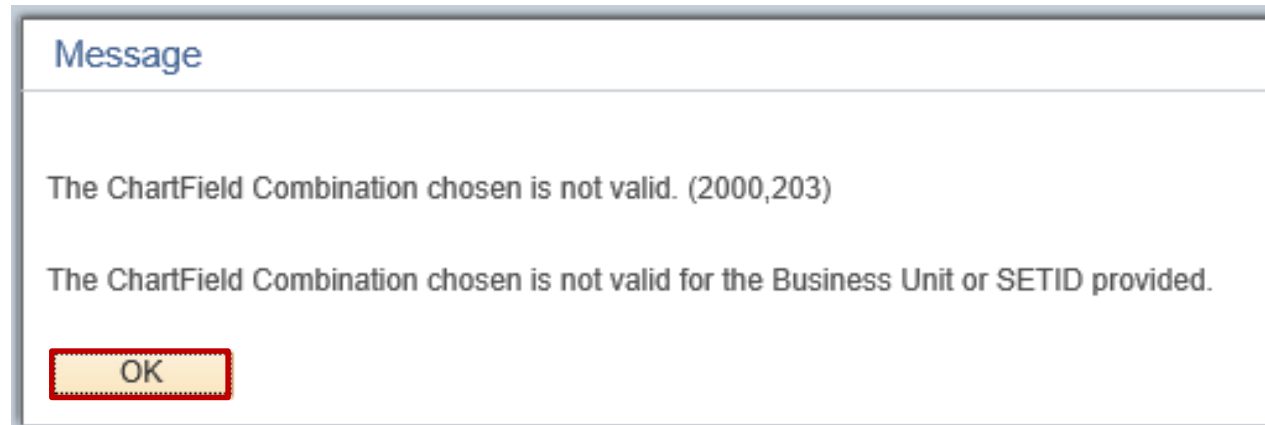 Message
The ChartField Combination chosen is not valid. (2000,203)
The ChartField Combination chosen is not valid for the Business Unit or SETID provided.
OK